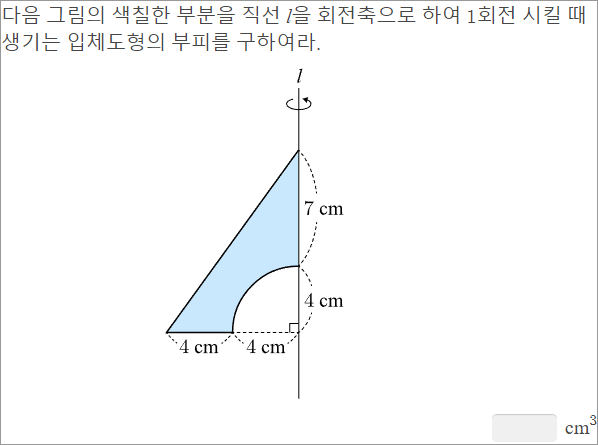 다음 그림의 색칠한 부분을 직선 l을 회전축으로 하여 1회전 시킬 때
생기는 입체도형의 부피를 구하여라.
l
7 cm
4 cm
4 cm 4 cm
cm³